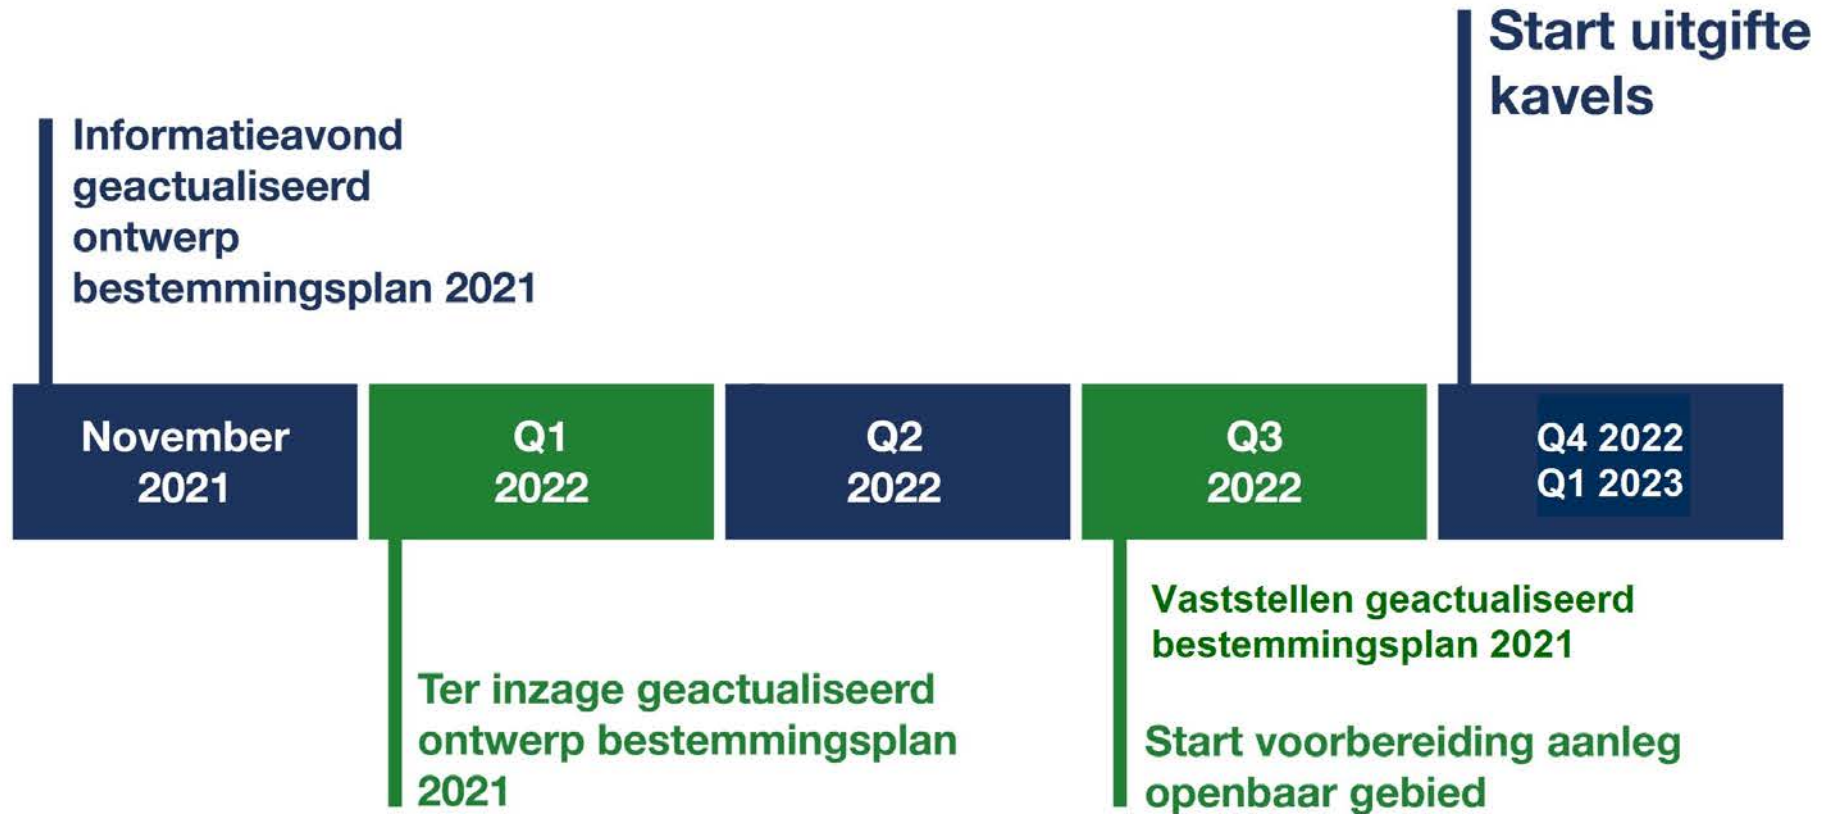 Start uitgifte
kavels
Informatieavond
geactualiseerd
ontwerp
bestemmingsplan 2021
November
2021
Q1
2022
Q2
2022
Q3
2022
Q4 2022
Q1 2023
Ter inzage geactualiseerd
ontwerp bestemmingsplan
2021
Vaststellen geactualiseerd
bestemmingsplan 2021
Start voorbereiding aanleg
openbaar gebied